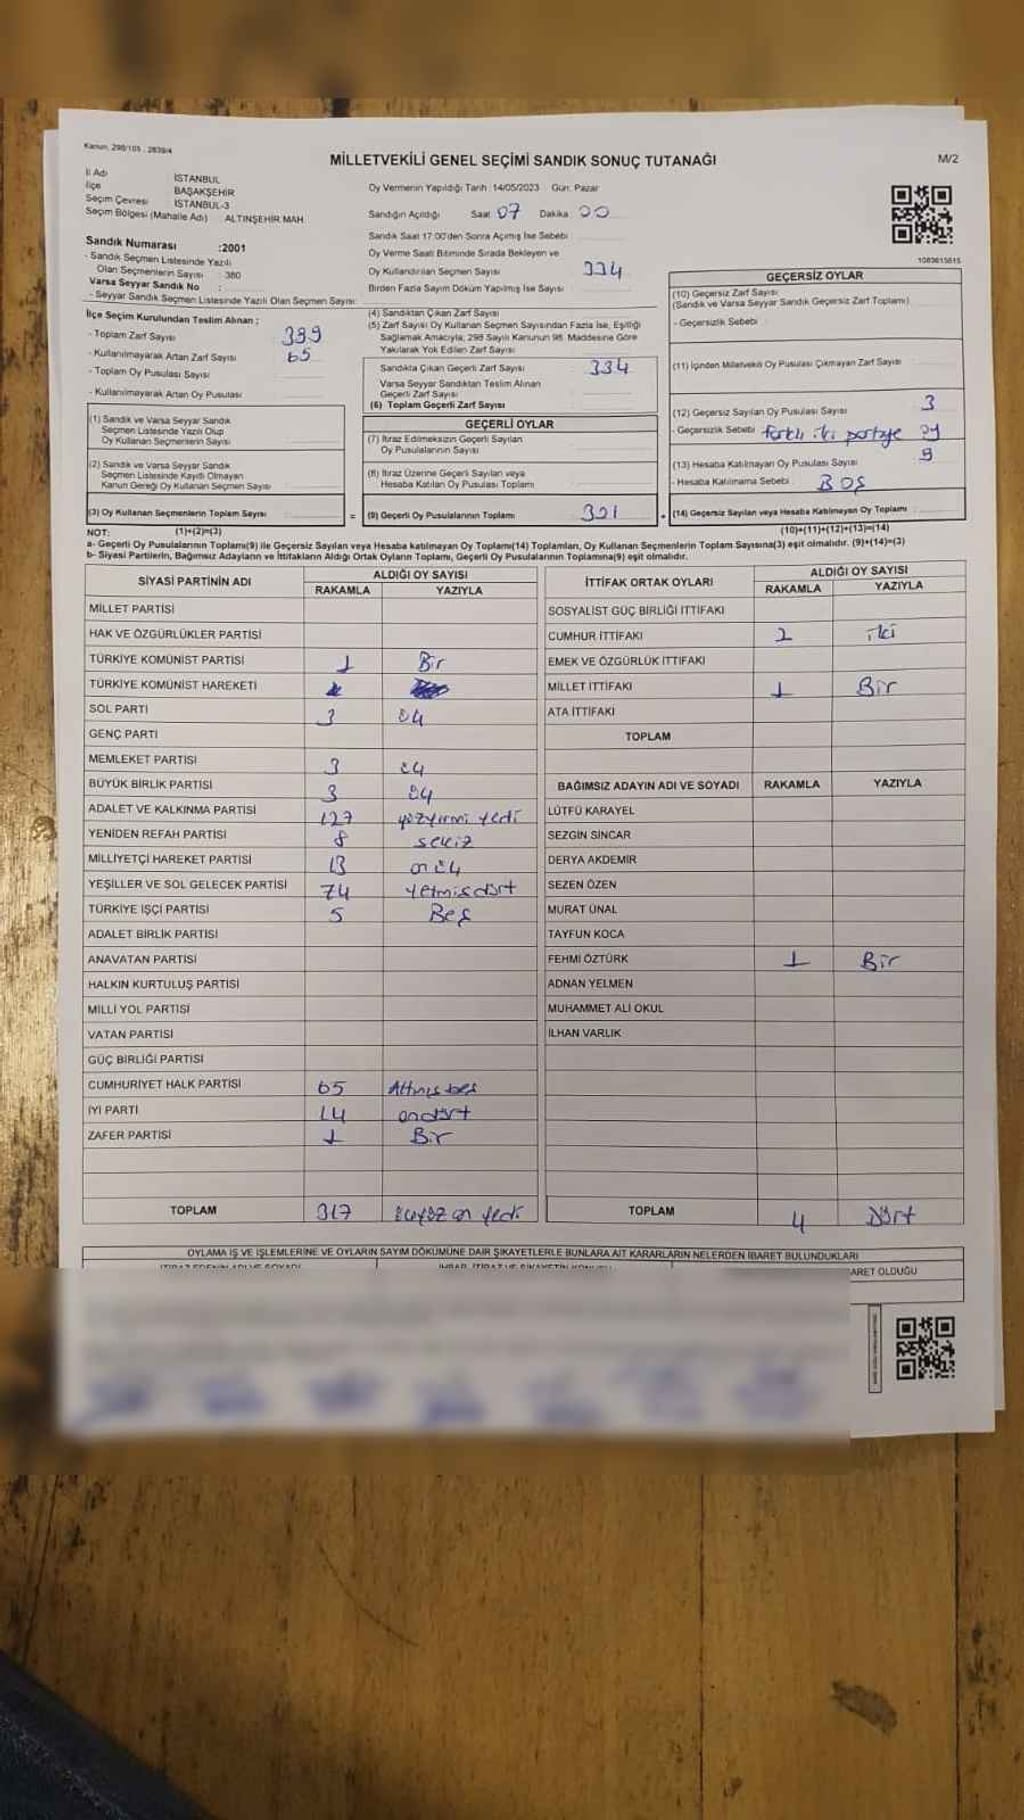 Kanun, 298/105 , 2839/4
MİLLETVEKİLİ GENEL SEÇİMİ SANDIK SONUÇ TUTANAĞI
M/2
İl Adı İSTANBUL
İlçe BAŞAKŞEHİR
Seçim Çevresi İSTANBUL-3
Seçim Bölgesi (Mahalle Adı) : ALTINŞEHİR MAH.
Sandık Numarası :2001
- Sandık Seçmen Listesinde Yazılı
Olan Seçmenlerin Sayısı : 380
Varsa Seyyar Sandık No :
- Seyyar Sandık Seçmen Listesinde Yazılı Olan Seçmen Sayısı:
İlçe Seçim Kurulundan Teslim Alınan ;
- Toplam Zarf Sayısı 399
- Kullanılmayarak Artan Zarf Sayısı 65
- Toplam Oy Pusulası Sayısı
- Kullanılmayarak Artan Oy Pusulası
(1) Sandık ve Varsa Seyyar Sandık
Seçmen Listesinde Yazılı Olup
Oy Kullanan Seçmenlerin Sayısı
(2) Sandık ve Varsa Seyyar Sandık
Seçmen Listesinde Kayıtlı Olmayan
Kanun Gereği Oy Kullanan Seçmen Sayısı
(3) Oy Kullanan Seçmenlerin Toplam Sayısı =
Oy Vermenin Yapıldığı Tarih :14/05/2023 Gün: Pazar
Sandığın Açıldığı Saat 07 Dakika 00
Sandık Saat 17:00'den Sonra Açılmış İse Sebebi :
Oy Verme Saati Bitiminde Sırada Bekleyen ve
Oy Kullandırılan Seçmen Sayısı 334
Birden Fazla Sayım Döküm Yapılmış İse Sayısı
(4) Sandıktan Çıkan Zarf Sayısı
(5) Zarf Sayısı Oy Kullanan Seçmen Sayısından Fazla İse, Eşitliği
Sağlamak Amacıyla; 298 Sayılı Kanunun 98. Maddesine Göre
Yakılarak Yok Edilen Zarf Sayısı
Sandıkta Çıkan Geçerli Zarf Sayısı 334
Varsa Seyyar Sandıktan Teslim Alınan
Geçerli Zarf Sayısı
(6) Toplam Geçerli Zarf Sayısı
GEÇERLİ OYLAR
(7) İtiraz Edilmeksizin Geçerli Sayılan
Oy Pusulalarının Sayısı
(8) İtiraz Üzerine Geçerli Sayılan veya
Hesaba Katılan Oy Pusulası Toplamı
(9) Geçerli Oy Pusulalarının Toplamı 321 +
1083615815
GEÇERSİZ OYLAR
(10) Geçersiz Zarf Sayısı
(Sandık ve Varsa Seyyar Sandık Geçersiz Zarf Toplamı)
- Geçersizlik Sebebi
(11) İçinden Milletvekili Oy Pusulası Çıkmayan Zarf Sayısı
(12) Geçersiz Sayılan Oy Pusulası Sayısı 3
- Geçersizlik Sebebi farklı iki partiye oy
(13) Hesaba Katılmayan Oy Pusulası Sayısı 9
- Hesaba Katılmama Sebebi BOŞ
(14) Geçersiz Sayılan veya Hesaba Katılmayan Oy Toplamı
NOT: (1)+(2)=(3) (10)+(11)+(12)+(13)=(14)
a- Geçerli Oy Pusulalarının Toplamı(9) ile Geçersiz Sayılan veya Hesaba katılmayan Oy Toplamı(14) Toplamları, Oy Kullanan Seçmenlerin Toplam Sayısına(3) eşit olmalıdır. (9)+(14)=(3)
b- Siyasi Partilerin, Bağımsız Adayların ve İttifakların Aldığı Oyların Toplamı, Geçerli Oy Pusulalarının Toplamına(9) eşit olmalıdır.
SİYASİ PARTİNİN ADI ALDIĞI OY SAYISI
RAKAMLA YAZIYLA
MİLLET PARTİSİ
HAK VE ÖZGÜRLÜKLER PARTİSİ
TÜRKİYE KOMÜNİST PARTİSİ 1 Bir
TÜRKİYE KOMÜNİST HAREKETİ
SOL PARTİ 3 üç
GENÇ PARTİ
MEMLEKET PARTİSİ 3 üç
BÜYÜK BİRLİK PARTİSİ 3 üç
ADALET VE KALKINMA PARTİSİ 127 yüzyirmi yedi
YENİDEN REFAH PARTİSİ 8 sekiz
MİLLİYETÇİ HAREKET PARTİSİ 13 onüç
YEŞİLLER VE SOL GELECEK PARTİSİ 74 yetmişdört
TÜRKİYE İŞÇİ PARTİSİ 5 Beş
ADALET BİRLİK PARTİSİ
ANAVATAN PARTİSİ
HALKIN KURTULUŞ PARTİSİ
MİLLİ YOL PARTİSİ
VATAN PARTİSİ
GÜÇ BİRLİĞİ PARTİSİ
CUMHURİYET HALK PARTİSİ 65 Altmış beş
İYİ PARTİ 14 ondört
ZAFER PARTİSİ 1 Bir
TOPLAM 317 üçyüz on yedi
İTTİFAK ORTAK OYLARI ALDIĞI OY SAYISI
RAKAMLA YAZIYLA
SOSYALİST GÜÇ BİRLİĞİ İTTİFAKI
CUMHUR İTTİFAKI 2 iki
EMEK VE ÖZGÜRLÜK İTTİFAKI
MİLLET İTTİFAKI 1 Bir
ATA İTTİFAKI
TOPLAM
BAĞIMSIZ ADAYIN ADI VE SOYADI RAKAMLA YAZIYLA
LÜTFÜ KARAYEL
SEZGİN SİNCAR
DERYA AKDEMİR
SEZEN ÖZEN
MURAT ÜNAL
TAYFUN KOCA
FEHMİ ÖZTÜRK 1 Bir
ADNAN YELMEN
MUHAMMET ALİ OKUL
İLHAN VARLIK
TOPLAM 4 Dört
OYLAMA İŞ VE İŞLEMLERİNE VE OYLARIN SAYIM DÖKÜMÜNE DAİR ŞİKAYETLERLE BUNLARA AİT KARARLARIN NELERDEN İBARET BULUNDUKLARI
ARET OLDUĞU